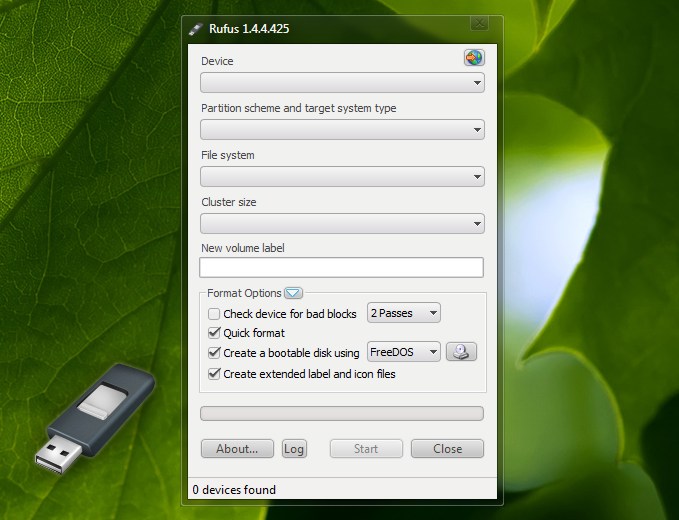 Rufus 1.4.4.425
Device
Partition scheme and target system type
File system
Cluster size
New volume label
Format Options
Check device for bad blocks 2 Passes
Quick format
Create a bootable disk using FreeDOS
Create extended label and icon files
About... Log Start Close
0 devices found